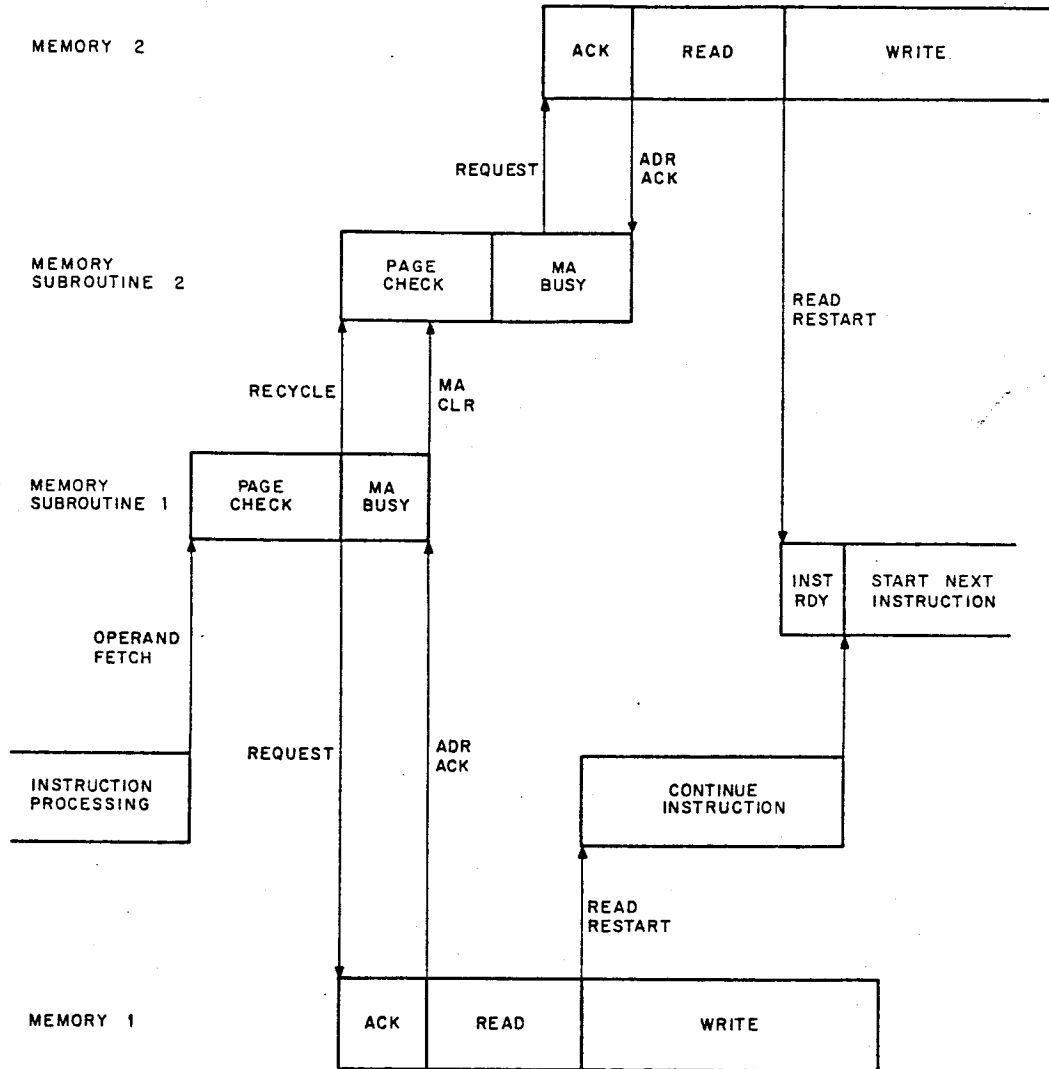 MEMORY 2
ACK
READ
WRITE
REQUEST
ADR
ACK
MEMORY
SUBROUTINE 2
PAGE
CHECK
MA
BUSY
READ
RESTART
RECYCLE
MA
CLR
MEMORY
SUBROUTINE 1
PAGE
CHECK
MA
BUSY
INST
RDY
START NEXT
INSTRUCTION
OPERAND
FETCH
REQUEST
ADR
ACK
INSTRUCTION
PROCESSING
CONTINUE
INSTRUCTION
READ
RESTART
MEMORY 1
ACK
READ
WRITE